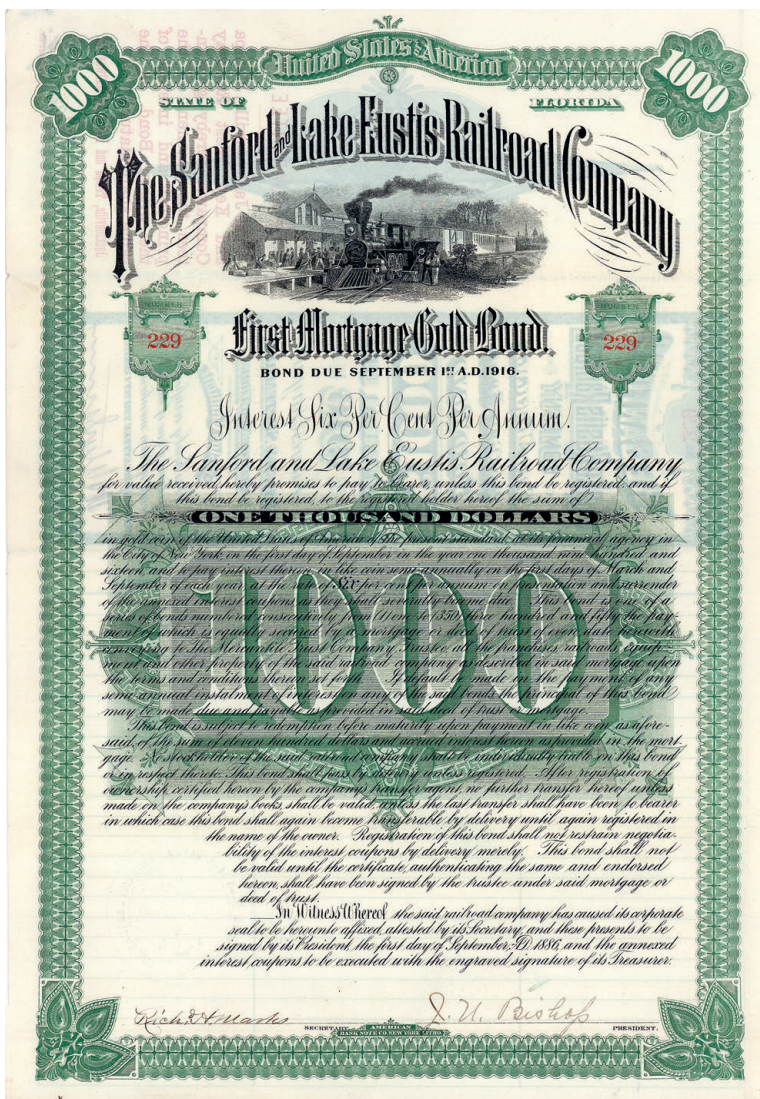 United States of America
1000
1000
STATE OF
FLORIDA
The Sanford and Lake Eustis Railroad Company
NUMBER
NUMBER
229
229
First Mortgage Gold Bond.
BOND DUE SEPTEMBER 1ST A.D. 1916.
Interest Six Per Cent Per Annum.
The Sanford and Lake Eustis Railroad Company
for value received, hereby promises to pay to bearer, unless this bond be registered, and if
this bond be registered, to the registered holder hereof the sum of
ONE THOUSAND DOLLARS
in gold coin of the United States of America of the present standard at its financial agency in
the City of New York, on the first day of September in the year one thousand nine hundred and
sixteen and to pay interest thereon in like coin semi annually on the first days of March and
September in each year at the rate of Six per cent per annum on presentation and surrender
of the annexed interest coupons as they shall severally become due. This bond is one of a
series of bonds numbered consecutively from 1 (one) to 350 (three hundred and fifty) the pay-
ment of which is equally secured by a mortgage or deed of trust of even date herewith
conveying to the Mercantile Trust Company Trustee all the franchises, railroads, equip-
ment and other property of the said railroad company as described in said mortgage upon
the terms and conditions therein set forth. If default be made in the payment of any
semi annual instalment of interest on any of the said bonds the principal of this bond
may be made due and payable as provided in said deed of trust or mortgage.
This bond is subject to redemption before maturity upon payment in like coin as afore-
said, of the sum of eleven hundred dollars and accrued interest hereon as provided in the mort-
gage. No stockholder of the said railroad company shall be individually liable on this bond
or in respect thereto. This bond shall pass by delivery unless registered. After registration of
ownership certified hereon by the company's transfer agent, no further transfer hereof unless
made on the company's books, shall be valid, unless the last transfer shall have been to bearer
in which case this bond shall again become transferable by delivery until again registered in
the name of the owner. Registration of this bond shall not restrain negotia-
bility of the interest coupons by delivery merely. This bond shall not
be valid until the certificate, authenticating the same and endorsed
hereon, shall have been signed by the trustee under said mortgage or
deed of trust.
In Witness Whereof the said railroad company has caused its corporate
seal to be hereunto affixed, attested by its Secretary, and these presents to be
signed by its President, the first day of September, A.D. 1886, and the annexed
interest coupons to be executed with the engraved signature of its Treasurer.
1000
Rich. H. Marks
J. N. Bishop
SECRETARY.
AMERICAN
BANK NOTE CO. NEW YORK LITHO.
PRESIDENT.